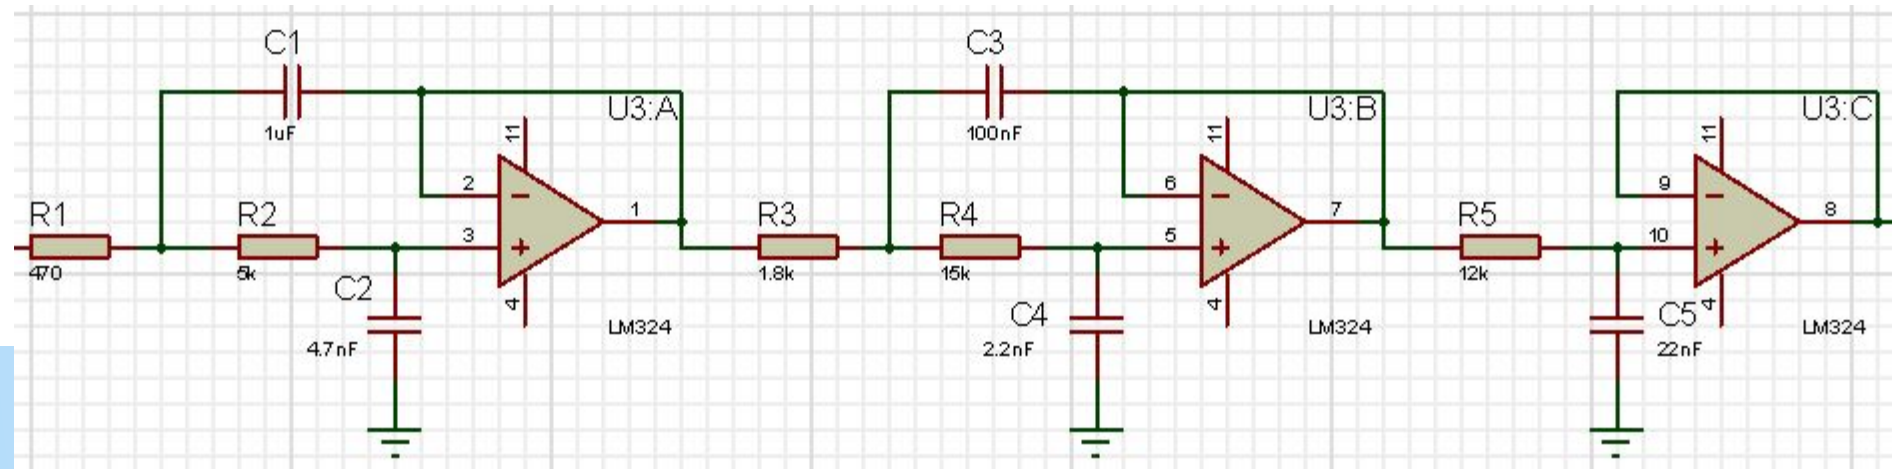 C1
1uF
U3:A
11
2
3
1
4
R1
470
R2
5k
C2
4.7nF
LM324
C3
100nF
U3:B
11
6
5
7
4
R3
1.8k
R4
15k
C4
2.2nF
LM324
U3:C
11
9
10
8
4
R5
12k
C5
22nF
LM324